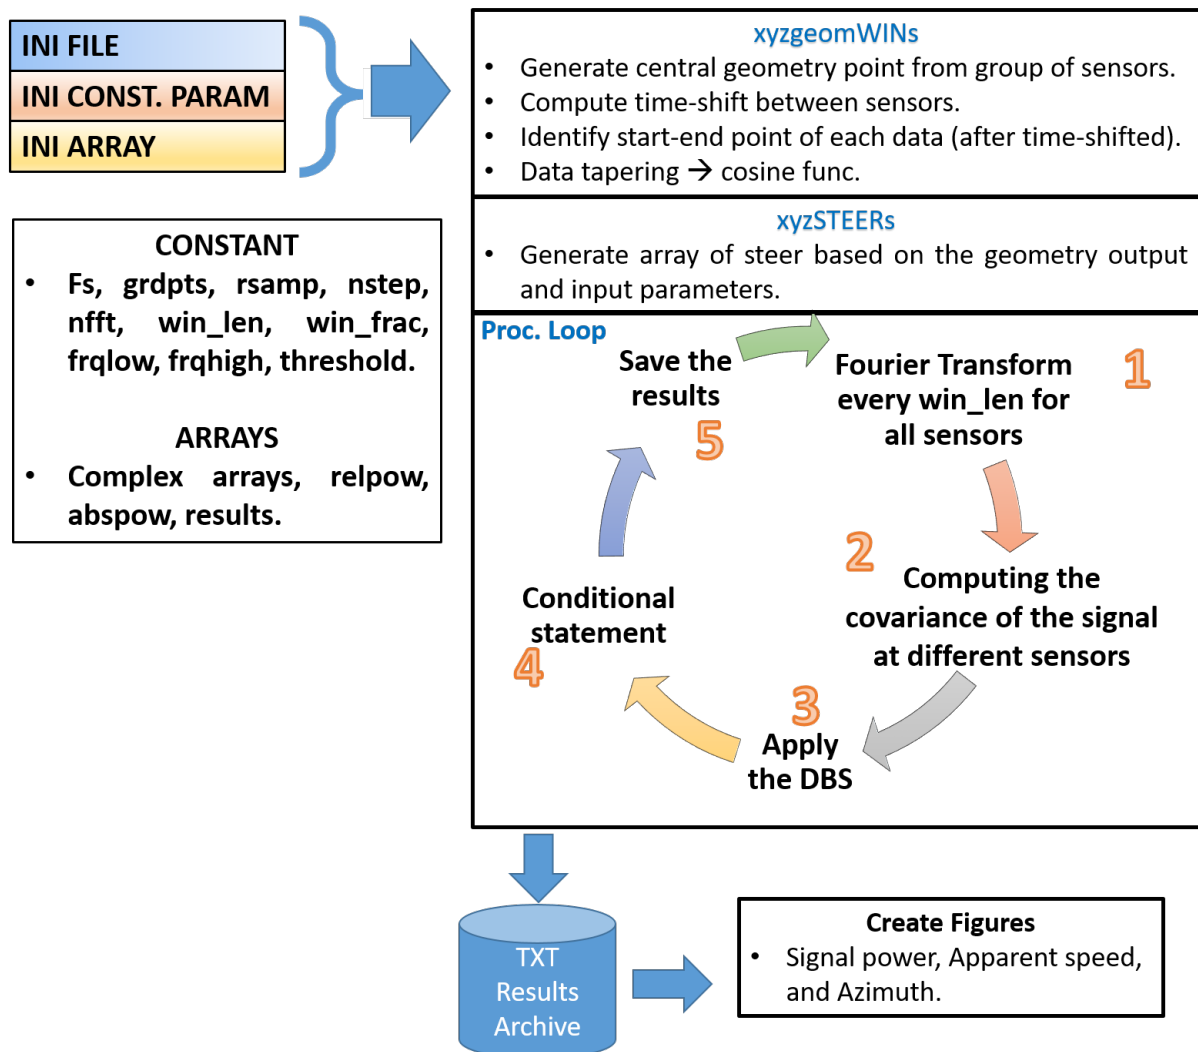 INI FILE
INI CONST. PARAM
INI ARRAY
CONSTANT
• Fs, grdpts, rsamp, nstep,
nfft, win_len, win_frac,
frqlow, frqhigh, threshold.
ARRAYS
• Complex arrays, relpow,
abspow, results.
xyzgeomWINs
• Generate central geometry point from group of sensors.
• Compute time-shift between sensors.
• Identify start-end point of each data (after time-shifted).
• Data tapering → cosine func.
xyzSTEERs
• Generate array of steer based on the geometry output
and input parameters.
Proc. Loop
1
Fourier Transform
every win_len for
all sensors
2
Computing the
covariance of the signal
at different sensors
3
Apply
the DBS
Conditional
statement
4
Save the
results
5
TXT
Results
Archive
Create Figures
• Signal power, Apparent speed,
and Azimuth.